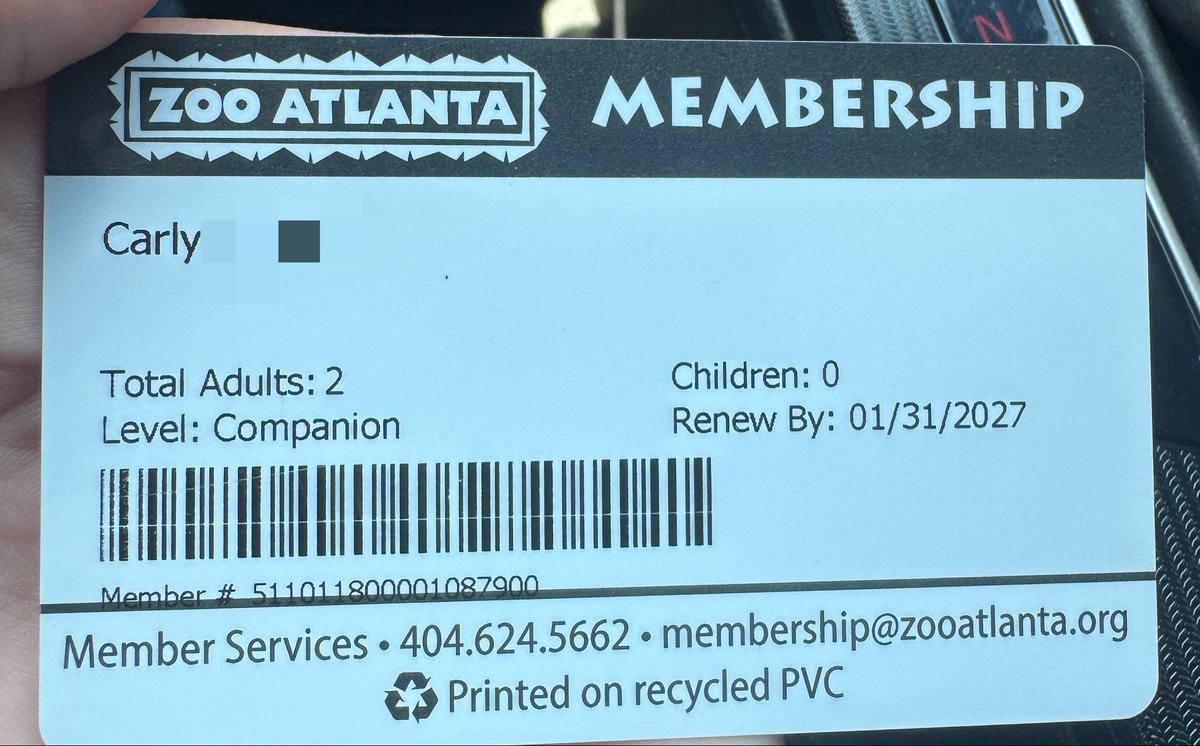 N
ZOO ATLANTA MEMBERSHIP
Carly
Total Adults: 2
Children: 0
Level: Companion
Renew By: 01/31/2027
Member # 511011800001087900
Member Services • 404.624.5662 • membership@zooatlanta.org
Printed on recycled PVC